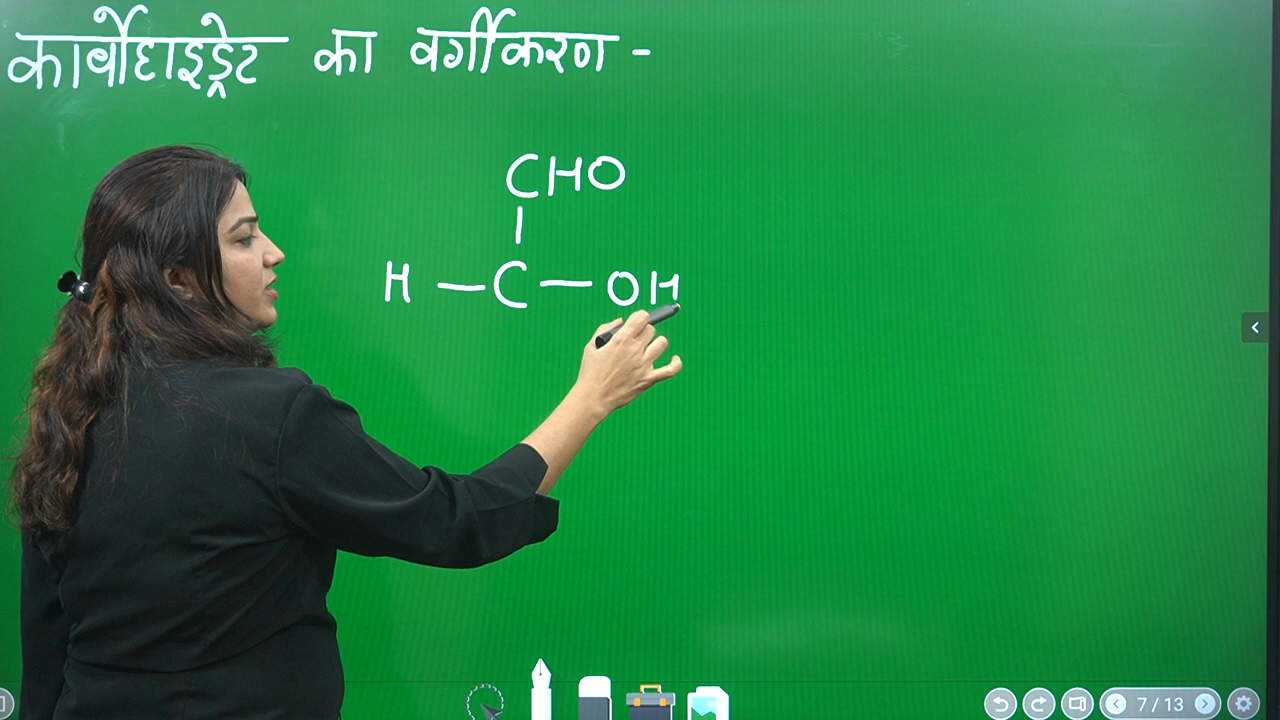 कार्बोहाइड्रेट का वर्गीकरण -
CHO
|
H — C — OH
7 / 13